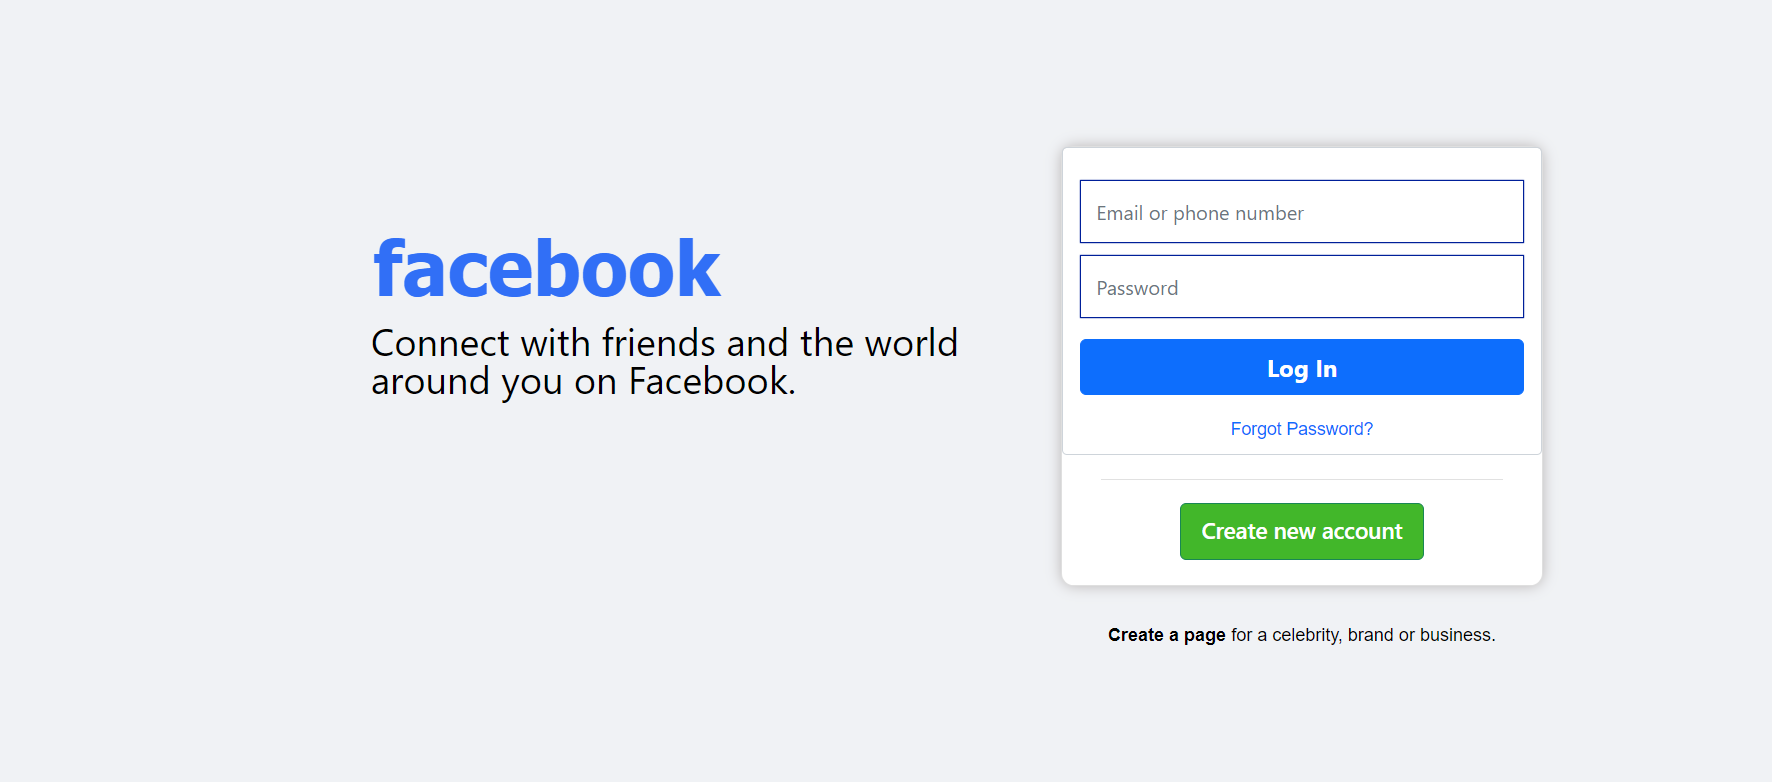 facebook
Connect with friends and the world
around you on Facebook.
Email or phone number
Password
Log In
Forgot Password?
Create new account
Create a page for a celebrity, brand or business.